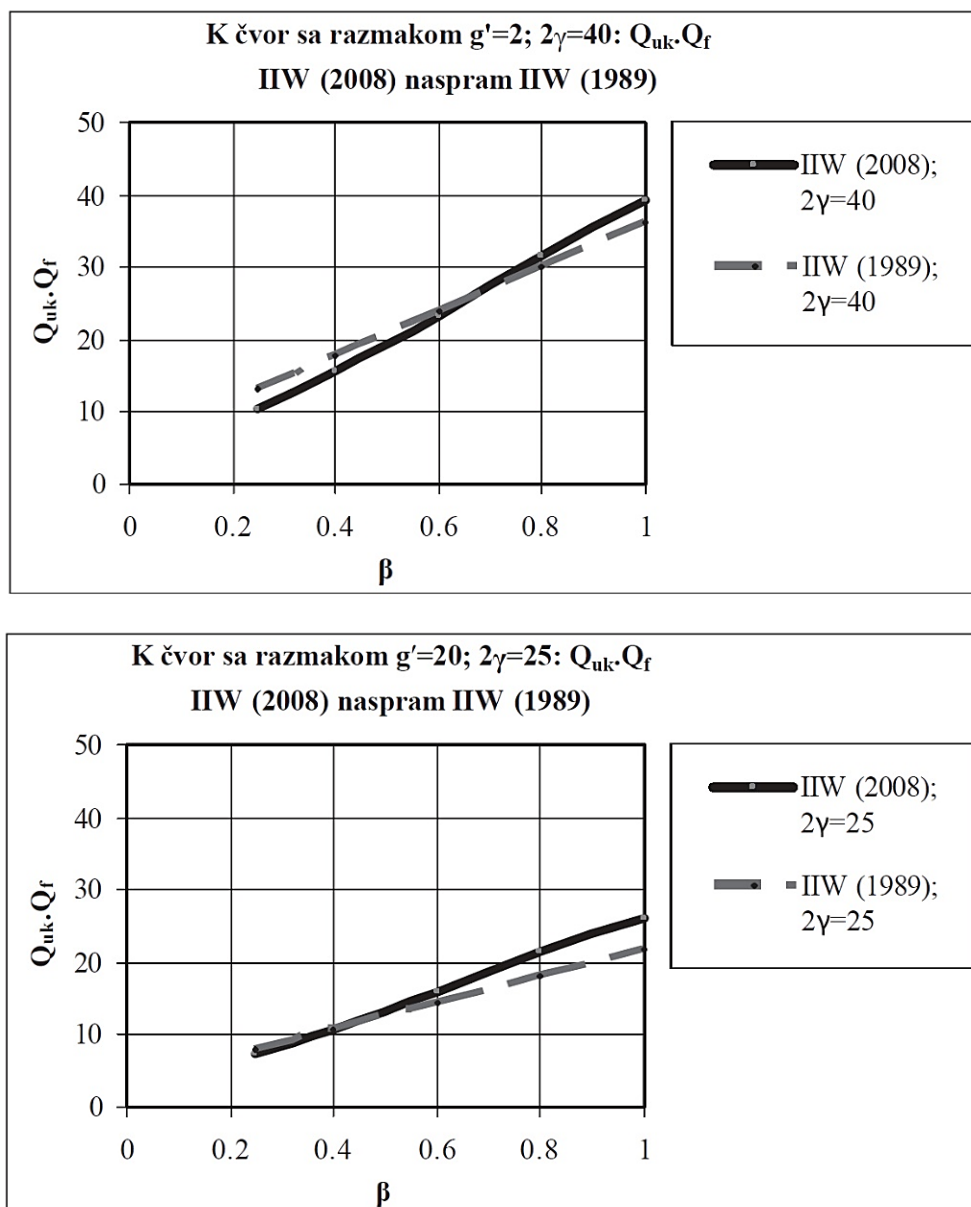 K čvor sa razmakom g'=2; 2γ=40: Quk.Qf
IIW (2008) naspram IIW (1989)
50
40
30
20
10
0
Quk.Qf
0 0.2 0.4 0.6 0.8 1
β
IIW (2008);
2γ=40
IIW (1989);
2γ=40
K čvor sa razmakom g'=20; 2γ=25: Quk.Qf
IIW (2008) naspram IIW (1989)
50
40
30
20
10
0
Quk.Qf
0 0.2 0.4 0.6 0.8 1
β
IIW (2008);
2γ=25
IIW (1989);
2γ=25